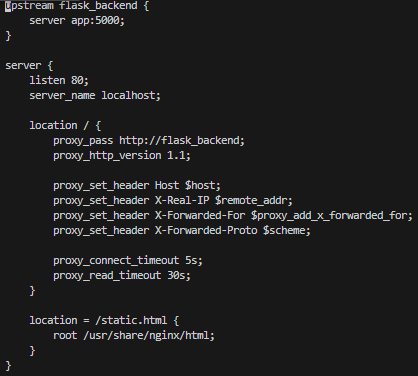 upstream flask_backend {
    server app:5000;
}

server {
    listen 80;
    server_name localhost;

    location / {
        proxy_pass http://flask_backend;
        proxy_http_version 1.1;

        proxy_set_header Host $host;
        proxy_set_header X-Real-IP $remote_addr;
        proxy_set_header X-Forwarded-For $proxy_add_x_forwarded_for;
        proxy_set_header X-Forwarded-Proto $scheme;

        proxy_connect_timeout 5s;
        proxy_read_timeout 30s;
    }

    location = /static.html {
        root /usr/share/nginx/html;
    }
}